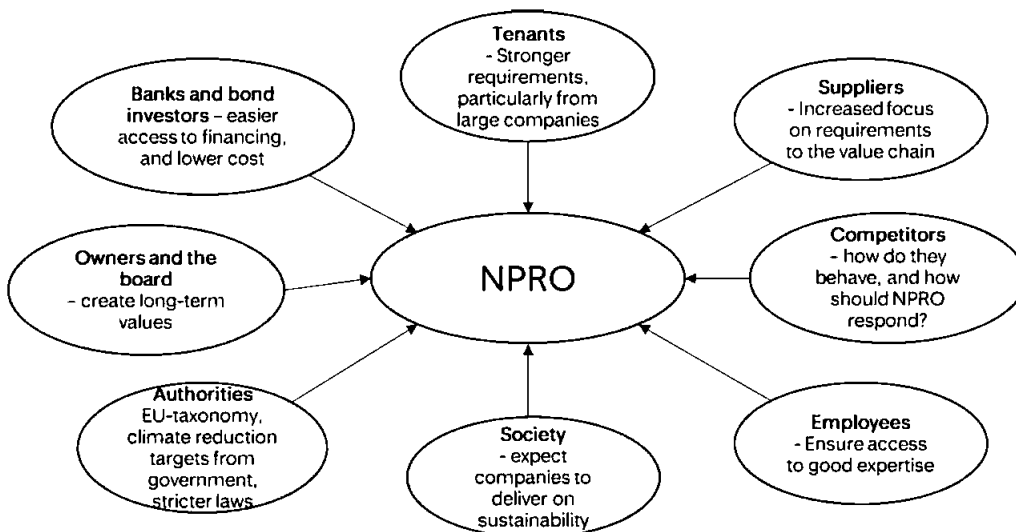 Tenants
- Stronger
requirements,
particularly from
large companies
Banks and bond
investors – easier
access to financing,
and lower cost
Suppliers
- Increased focus
on requirements
to the value chain
Owners and the
board
- create long-term
values
NPRO
Competitors
- how do they
behave, and how
should NPRO
respond?
Authorities
EU-taxonomy,
climate reduction
targets from
government,
stricter laws
Society
- expect
companies to
deliver on
sustainability
Employees
- Ensure access
to good expertise